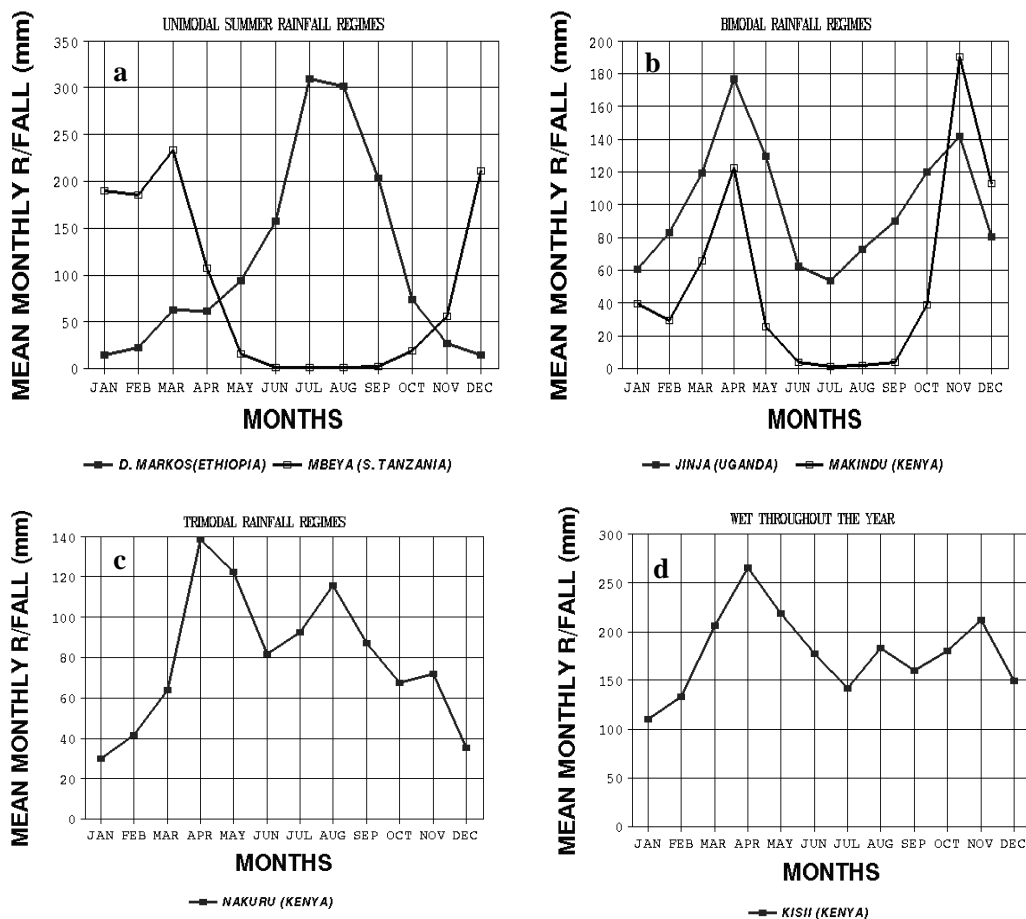 UNIMODAL SUMMER RAINFALL REGIMES
MEAN MONTHLY R/FALL (mm)
a
350
300
250
200
150
100
50
0
JAN FEB MAR APR MAY JUN JUL AUG SEP OCT NOV DEC
MONTHS
D. MARKOS(ETHIOPIA) MBEYA (S. TANZANIA)
BIMODAL RAINFALL REGIMES
MEAN MONTHLY R/FALL (mm)
b
200
180
160
140
120
100
80
60
40
20
0
JAN FEB MAR APR MAY JUN JUL AUG SEP OCT NOV DEC
MONTHS
JINJA (UGANDA) MAKINDU (KENYA)
TRIMODAL RAINFALL REGIMES
MEAN MONTHLY R/FALL (mm)
c
140
120
100
80
60
40
20
0
JAN FEB MAR APR MAY JUN JUL AUG SEP OCT NOV DEC
MONTHS
NAKURU (KENYA)
WET THROUGHOUT THE YEAR
MEAN MONTHLY R/FALL (mm)
d
300
250
200
150
100
50
0
JAN FEB MAR APR MAY JUN JUL AUG SEP OCT NOV DEC
MONTHS
KISII (KENYA)